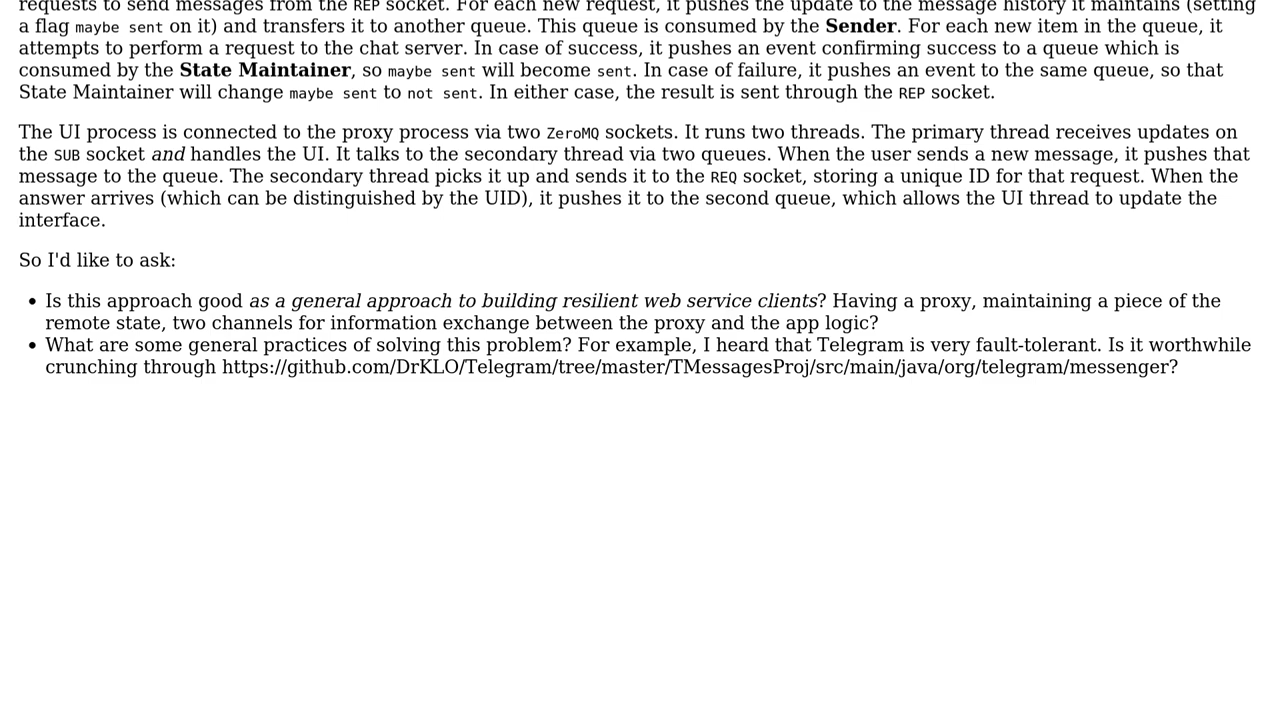 requests to send messages from the REP socket. For each new request, it pushes the update to the message history it maintains (setting
a flag maybe sent on it) and transfers it to another queue. This queue is consumed by the Sender. For each new item in the queue, it
attempts to perform a request to the chat server. In case of success, it pushes an event confirming success to a queue which is
consumed by the State Maintainer, so maybe sent will become sent. In case of failure, it pushes an event to the same queue, so that
State Maintainer will change maybe sent to not sent. In either case, the result is sent through the REP socket.
The UI process is connected to the proxy process via two ZeroMQ sockets. It runs two threads. The primary thread receives updates on
the SUB socket and handles the UI. It talks to the secondary thread via two queues. When the user sends a new message, it pushes that
message to the queue. The secondary thread picks it up and sends it to the REQ socket, storing a unique ID for that request. When the
answer arrives (which can be distinguished by the UID), it pushes it to the second queue, which allows the UI thread to update the
interface.
So I'd like to ask:
• Is this approach good as a general approach to building resilient web service clients? Having a proxy, maintaining a piece of the
remote state, two channels for information exchange between the proxy and the app logic?
• What are some general practices of solving this problem? For example, I heard that Telegram is very fault-tolerant. Is it worthwhile
crunching through https://github.com/DrKLO/Telegram/tree/master/TMessagesProj/src/main/java/org/telegram/messenger?